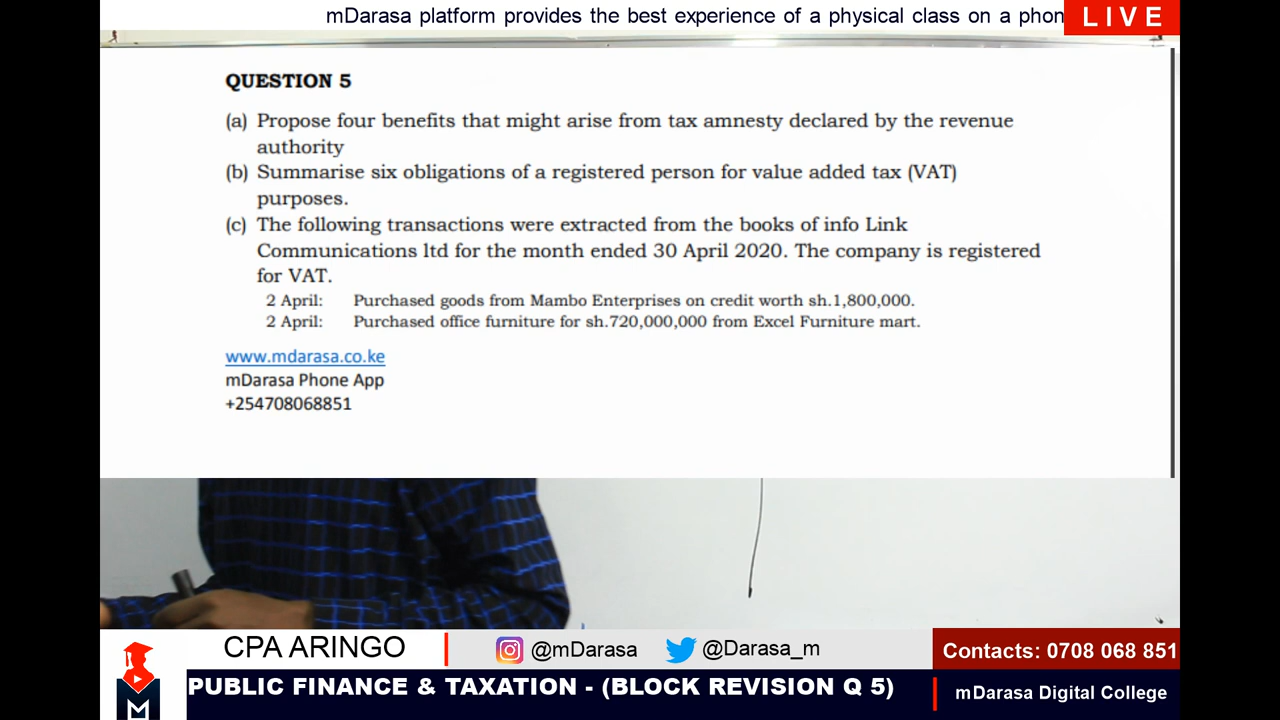 mDarasa platform provides the best experience of a physical class on a phon
LIVE
QUESTION 5
(a) Propose four benefits that might arise from tax amnesty declared by the revenue
authority
(b) Summarise six obligations of a registered person for value added tax (VAT)
purposes.
(c) The following transactions were extracted from the books of info Link
Communications ltd for the month ended 30 April 2020. The company is registered
for VAT.
2 April: Purchased goods from Mambo Enterprises on credit worth sh.1,800,000.
2 April: Purchased office furniture for sh.720,000,000 from Excel Furniture mart.
www.mdarasa.co.ke
mDarasa Phone App
+254708068851
CPA ARINGO
@mDarasa
@Darasa_m
Contacts: 0708 068 851
PUBLIC FINANCE & TAXATION - (BLOCK REVISION Q 5)
mDarasa Digital College